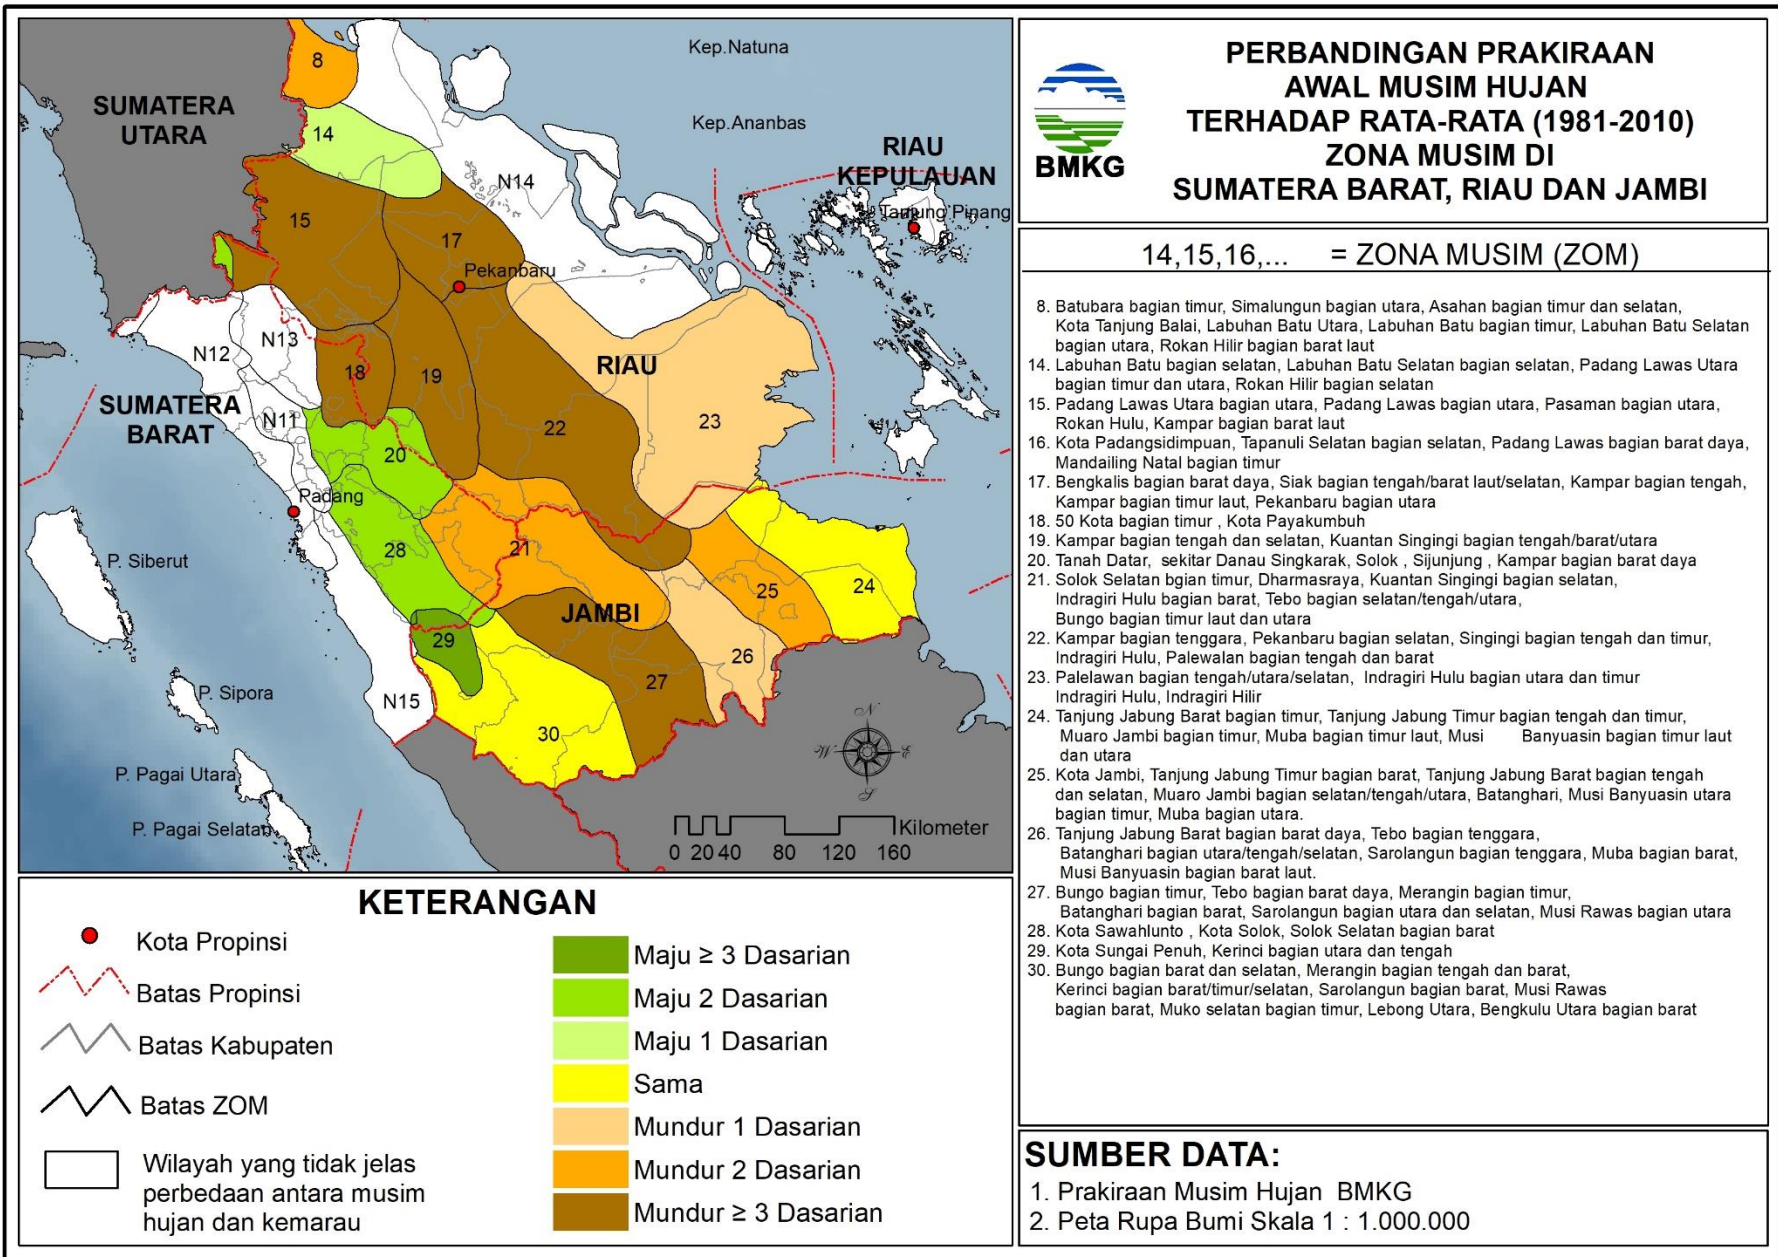 SUMATERA
UTARA
Kep.Natuna
Kep.Ananbas
RIAU
KEPULAUAN
Tanjung Pinang
8
14
N14
15
17
Pekanbaru
N12
N13
18
19
RIAU
SUMATERA
BARAT
N11
20
22
23
Padang
P. Siberut
28
21
25
24
JAMBI
29
26
27
P. Sipora
N15
30
N
W
E
S
P. Pagai Utara
P. Pagai Selatan
Kilometer
0 20 40 80 120 160
KETERANGAN
Kota Propinsi
Batas Propinsi
Batas Kabupaten
Batas ZOM
Wilayah yang tidak jelas
perbedaan antara musim
hujan dan kemarau
Maju ≥ 3 Dasarian
Maju 2 Dasarian
Maju 1 Dasarian
Sama
Mundur 1 Dasarian
Mundur 2 Dasarian
Mundur ≥ 3 Dasarian
BMKG
PERBANDINGAN PRAKIRAAN
AWAL MUSIM HUJAN
TERHADAP RATA-RATA (1981-2010)
ZONA MUSIM DI
SUMATERA BARAT, RIAU DAN JAMBI
14,15,16,... = ZONA MUSIM (ZOM)
8. Batubara bagian timur, Simalungun bagian utara, Asahan bagian timur dan selatan,
Kota Tanjung Balai, Labuhan Batu Utara, Labuhan Batu bagian timur, Labuhan Batu Selatan
bagian utara, Rokan Hilir bagian barat laut
14. Labuhan Batu bagian selatan, Labuhan Batu Selatan bagian selatan, Padang Lawas Utara
bagian timur dan utara, Rokan Hilir bagian selatan
15. Padang Lawas Utara bagian utara, Padang Lawas bagian utara, Pasaman bagian utara,
Rokan Hulu, Kampar bagian barat laut
16. Kota Padangsidimpuan, Tapanuli Selatan bagian selatan, Padang Lawas bagian barat daya,
Mandailing Natal bagian timur
17. Bengkalis bagian barat daya, Siak bagian tengah/barat laut/selatan, Kampar bagian tengah,
Kampar bagian timur laut, Pekanbaru bagian utara
18. 50 Kota bagian timur , Kota Payakumbuh
19. Kampar bagian tengah dan selatan, Kuantan Singingi bagian tengah/barat/utara
20. Tanah Datar, sekitar Danau Singkarak, Solok , Sijunjung , Kampar bagian barat daya
21. Solok Selatan bgian timur, Dharmasraya, Kuantan Singingi bagian selatan,
Indragiri Hulu bagian barat, Tebo bagian selatan/tengah/utara,
Bungo bagian timur laut dan utara
22. Kampar bagian tenggara, Pekanbaru bagian selatan, Singingi bagian tengah dan timur,
Indragiri Hulu, Palewalan bagian tengah dan barat
23. Palelawan bagian tengah/utara/selatan, Indragiri Hulu bagian utara dan timur
Indragiri Hulu, Indragiri Hilir
24. Tanjung Jabung Barat bagian timur, Tanjung Jabung Timur bagian tengah dan timur,
Muaro Jambi bagian timur, Muba bagian timur laut, Musi Banyuasin bagian timur laut
dan utara
25. Kota Jambi, Tanjung Jabung Timur bagian barat, Tanjung Jabung Barat bagian tengah
dan selatan, Muaro Jambi bagian selatan/tengah/utara, Batanghari, Musi Banyuasin utara
bagian timur, Muba bagian utara.
26. Tanjung Jabung Barat bagian barat daya, Tebo bagian tenggara,
Batanghari bagian utara/tengah/selatan, Sarolangun bagian tenggara, Muba bagian barat,
Musi Banyuasin bagian barat laut.
27. Bungo bagian timur, Tebo bagian barat daya, Merangin bagian timur,
Batanghari bagian barat, Sarolangun bagian utara dan selatan, Musi Rawas bagian utara
28. Kota Sawahlunto , Kota Solok, Solok Selatan bagian barat
29. Kota Sungai Penuh, Kerinci bagian utara dan tengah
30. Bungo bagian barat dan selatan, Merangin bagian tengah dan barat,
Kerinci bagian barat/timur/selatan, Sarolangun bagian barat, Musi Rawas
bagian barat, Muko selatan bagian timur, Lebong Utara, Bengkulu Utara bagian barat
SUMBER DATA:
1. Prakiraan Musim Hujan BMKG
2. Peta Rupa Bumi Skala 1 : 1.000.000